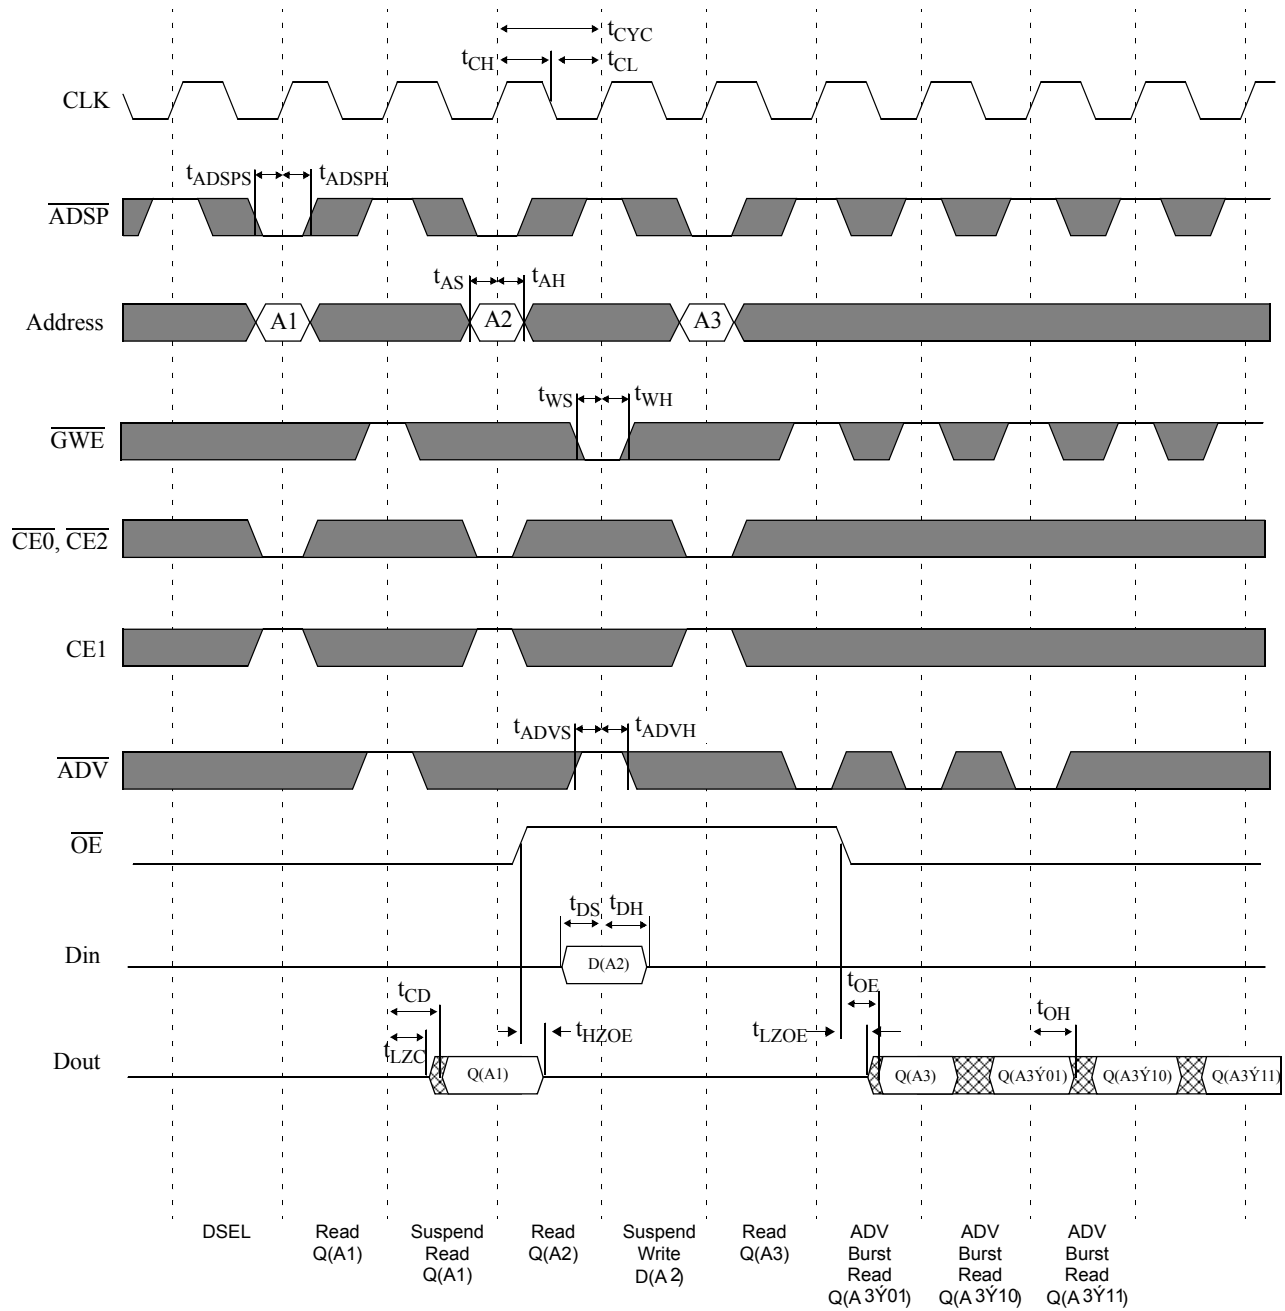 tCYC
tCH
tCL
CLK
tADSPS
tADSPH
ADSP
tAS
tAH
Address
A1
A2
A3
tWS
tWH
GWE
CE0, CE2
CE1
tADVS
tADVH
ADV
OE
tDS
tDH
Din
D(A2)
tCD
tOE
tLZC
tHZOE
tLZOE
tOH
Dout
Q(A1)
Q(A3)
Q(A3Ý01)
Q(A3Ý10)
Q(A3Ý11)
DSEL
Read
Q(A1)
Suspend
Read
Q(A1)
Read
Q(A2)
Suspend
Write
D(A2)
Read
Q(A3)
ADV
Burst
Read
Q(A3Ý01)
ADV
Burst
Read
Q(A3Ý10)
ADV
Burst
Read
Q(A3Ý11)